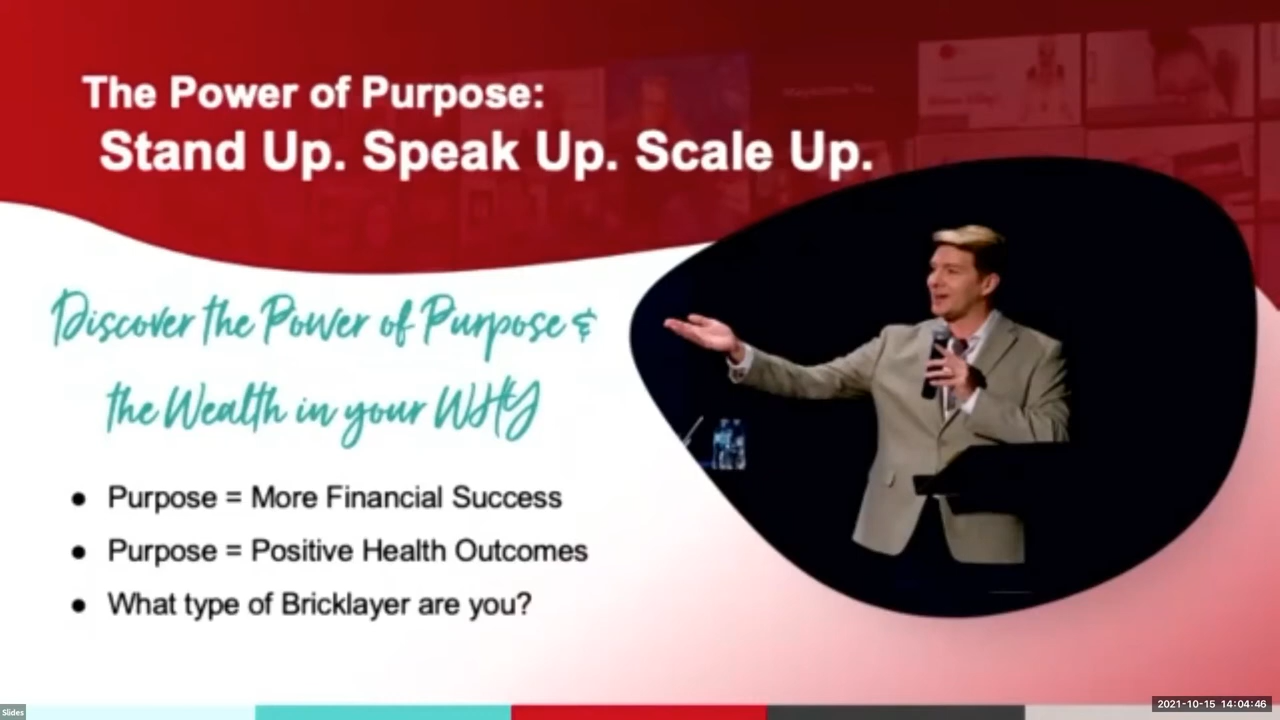 The Power of Purpose:
Stand Up. Speak Up. Scale Up.
Discover the Power of Purpose &
the Wealth in your WHY
● Purpose = More Financial Success
● Purpose = Positive Health Outcomes
● What type of Bricklayer are you?
Slides
2021-10-15 14:04:46